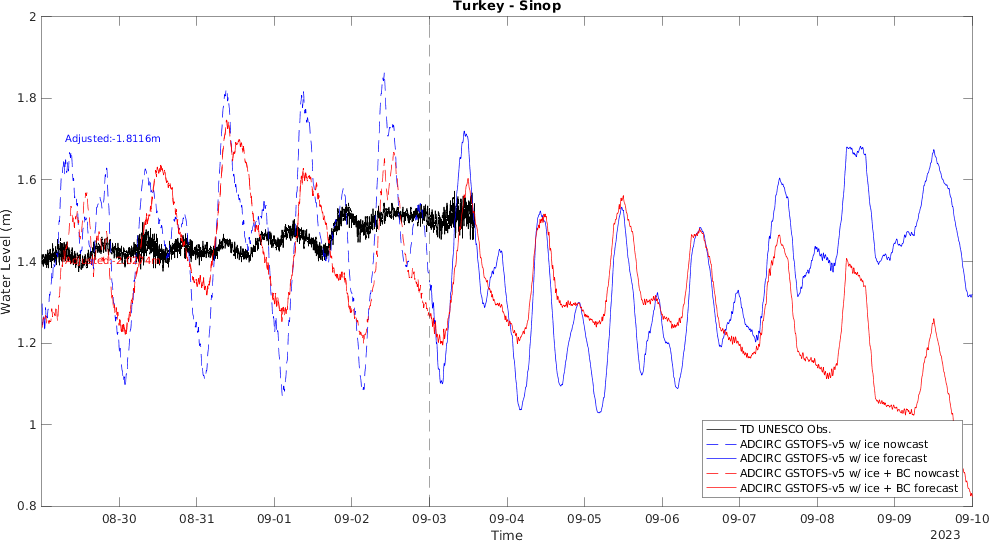 Turkey - Sinop
Water Level (m)
2
1.8
1.6
1.4
1.2
1
0.8
Adjusted:-1.8116m
TD UNESCO Obs.
ADCIRC GSTOFS-v5 w/ ice nowcast
ADCIRC GSTOFS-v5 w/ ice forecast
ADCIRC GSTOFS-v5 w/ ice + BC nowcast
ADCIRC GSTOFS-v5 w/ ice + BC forecast
08-30 08-31 09-01 09-02 09-03 09-04 09-05 09-06 09-07 09-08 09-09 09-10
Time
2023